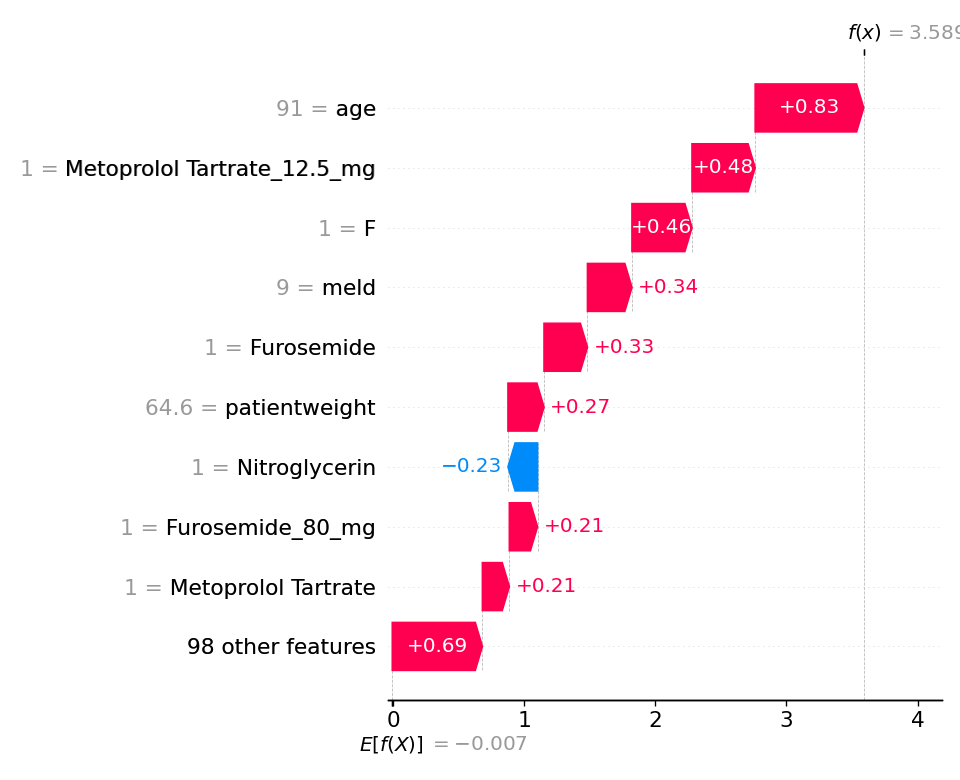 f(x) = 3.589
91 = age
+0.83
1 = Metoprolol Tartrate_12.5_mg
+0.48
1 = F
+0.46
9 = meld
+0.34
1 = Furosemide
+0.33
64.6 = patientweight
+0.27
1 = Nitroglycerin
−0.23
1 = Furosemide_80_mg
+0.21
1 = Metoprolol Tartrate
+0.21
98 other features
+0.69
0 1 2 3 4
E[f(X)] = −0.007